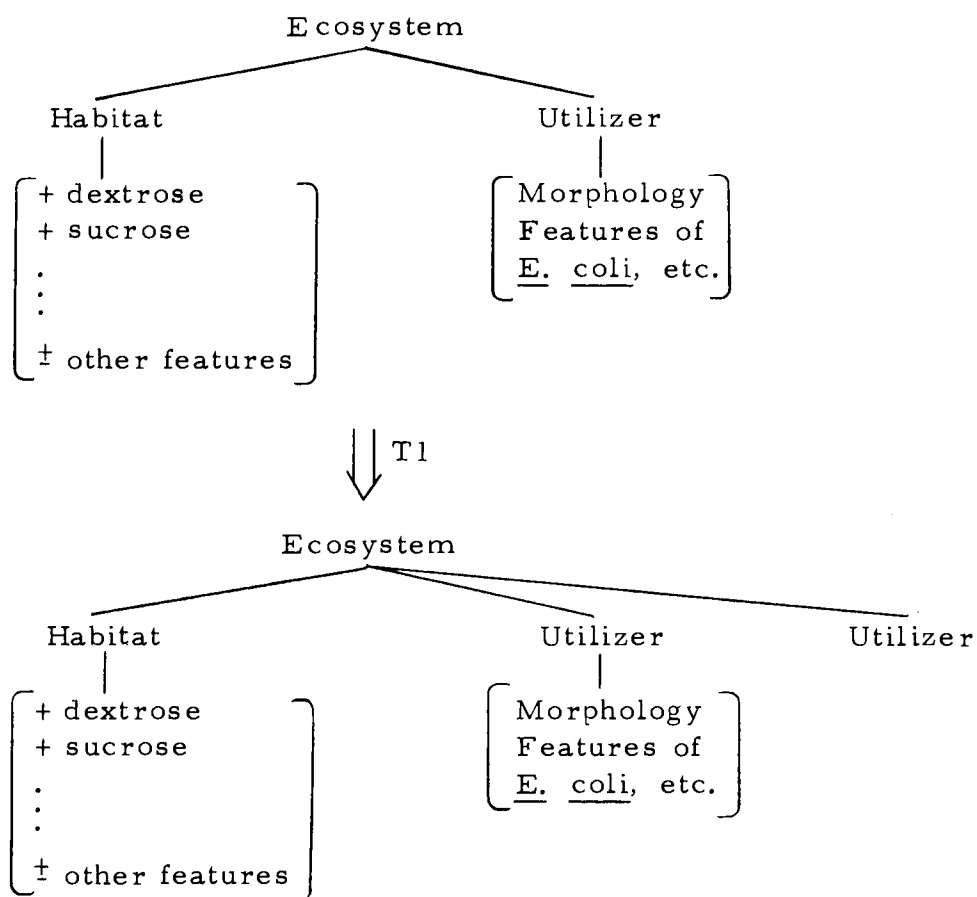 Ecosystem
Habitat Utilizer
+ dextrose
+ sucrose
.
.
.
± other features
Morphology
Features of
E. coli, etc.
T1
Ecosystem
Habitat Utilizer Utilizer
+ dextrose
+ sucrose
.
.
.
± other features
Morphology
Features of
E. coli, etc.